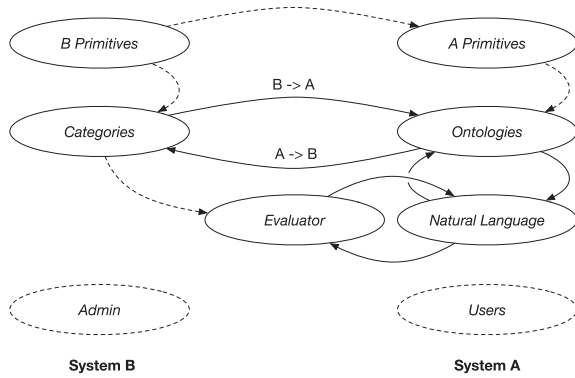 B Primitives
A Primitives
B -> A
Categories
Ontologies
A -> B
Evaluator
Natural Language
Admin
Users
System B
System A